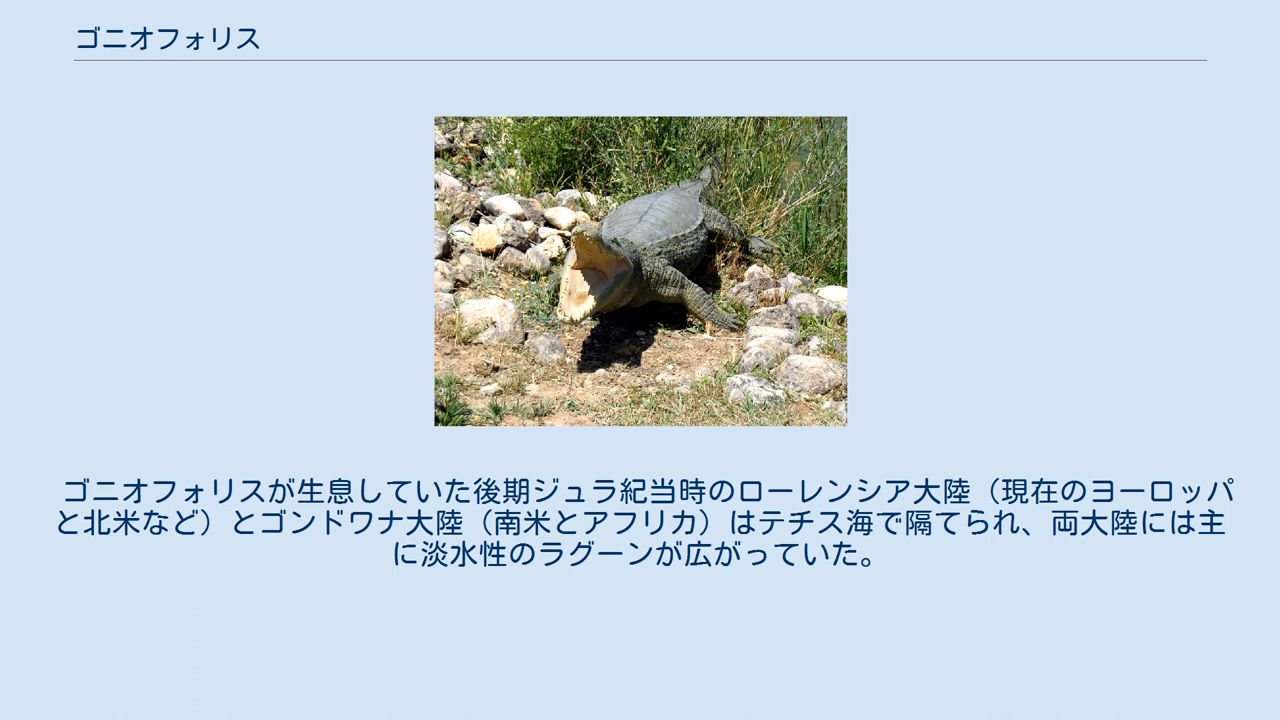 ゴニオフォリス
ゴニオフォリスが生息していた後期ジュラ紀当時のローレンシア大陸（現在のヨーロッパ
と北米など）とゴンドワナ大陸（南米とアフリカ）はテチス海で隔てられ、両大陸には主
に淡水性のラグーンが広がっていた。